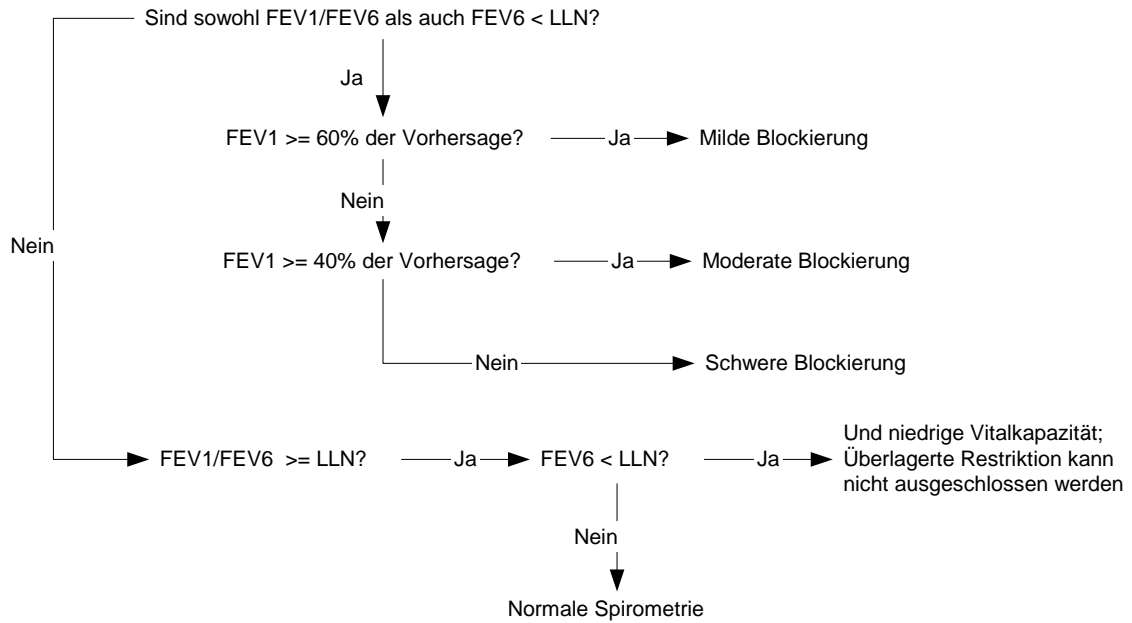 Sind sowohl FEV1/FEV6 als auch FEV6 < LLN?
Ja
FEV1 >= 60% der Vorhersage?
Ja
Milde Blockierung
Nein
Nein
FEV1 >= 40% der Vorhersage?
Ja
Moderate Blockierung
Nein
Schwere Blockierung
FEV1/FEV6 >= LLN?
Ja
FEV6 < LLN?
Ja
Und niedrige Vitalkapazität;
Überlagerte Restriktion kann
nicht ausgeschlossen werden
Nein
Normale Spirometrie